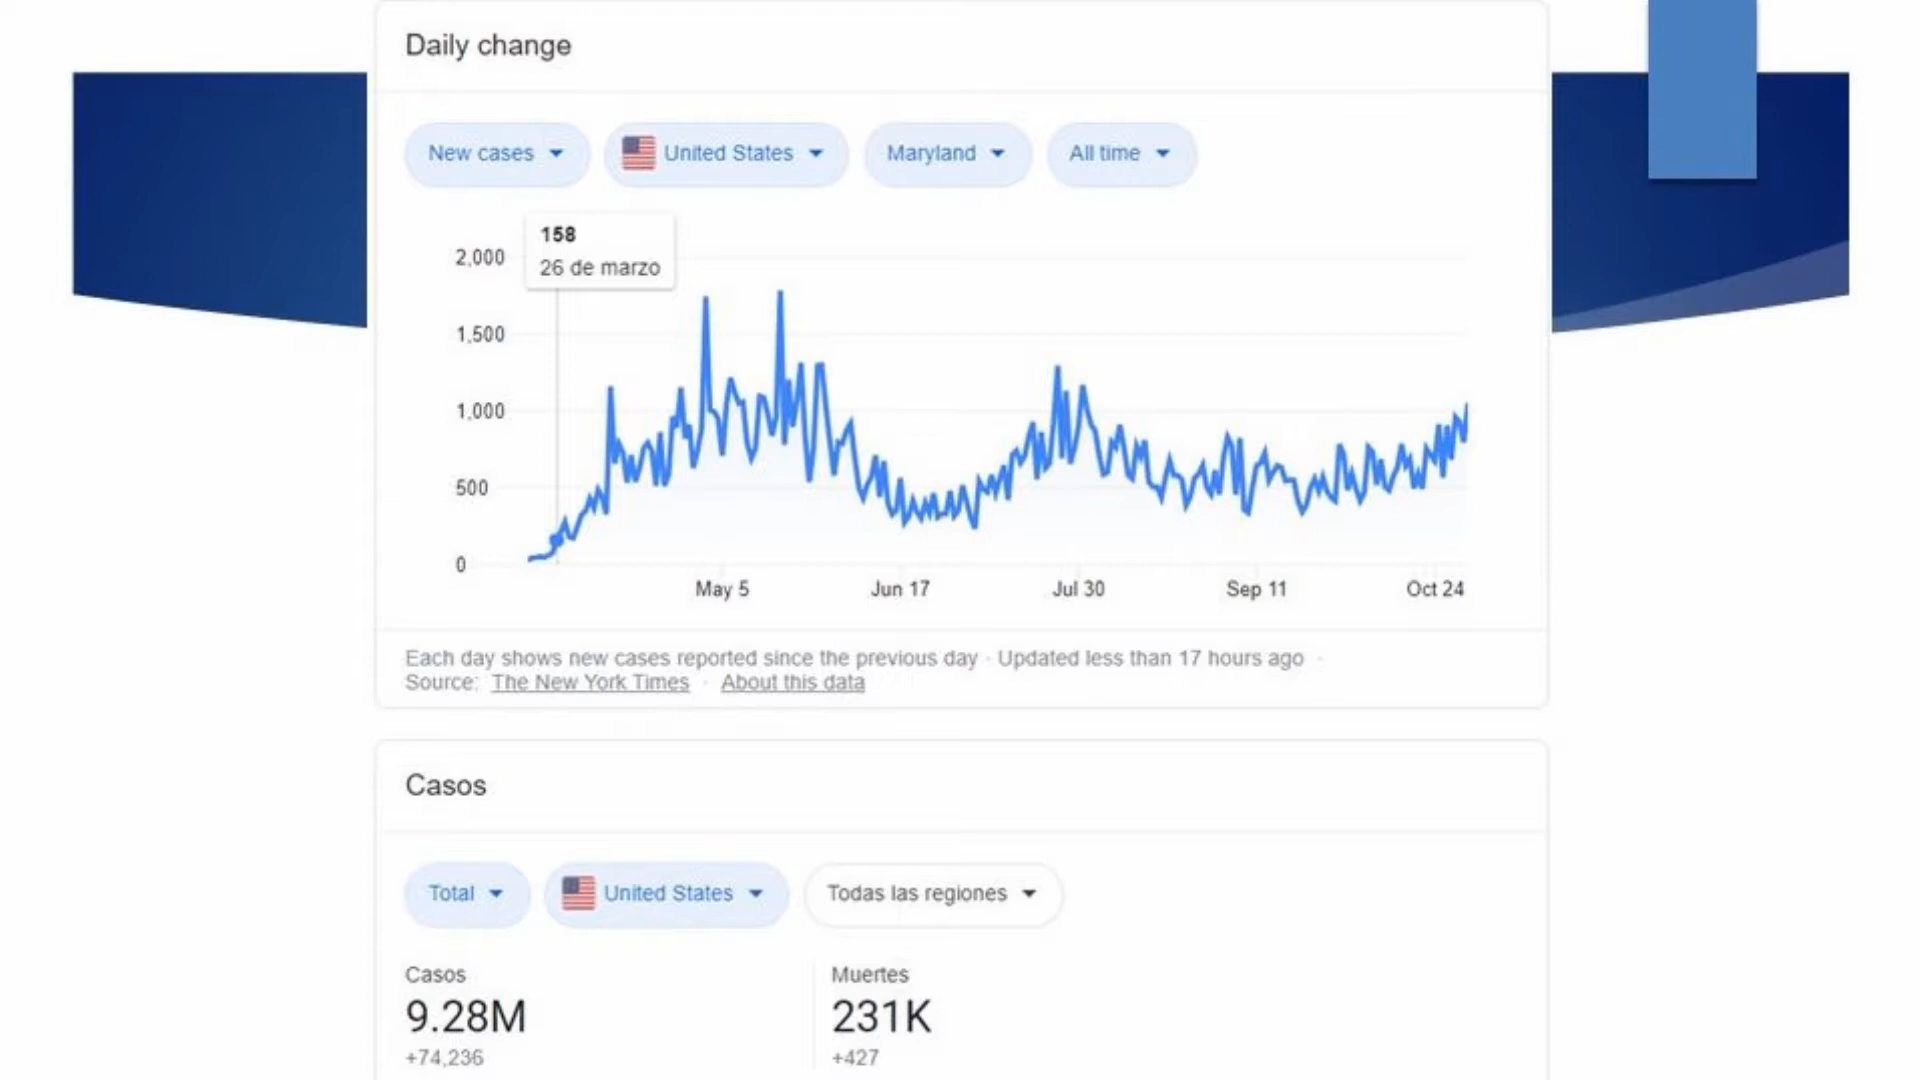 Daily change
New cases United States Maryland All time
158
26 de marzo
2,000
1,500
1,000
500
0
May 5 Jun 17 Jul 30 Sep 11 Oct 24
Each day shows new cases reported since the previous day · Updated less than 17 hours ago ·
Source: The New York Times · About this data
Casos
Total United States Todas las regiones
Casos Muertes
9.28M 231K
+74,236 +427